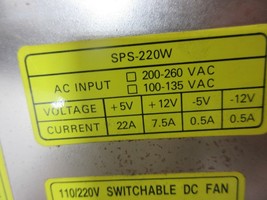 SPS-220W
AC INPUT □ 200-260 VAC
□ 100-135 VAC
VOLTAGE +5V +12V -5V -12V
CURRENT 22A 7.5A 0.5A 0.5A
110/220V SWITCHABLE DC FAN